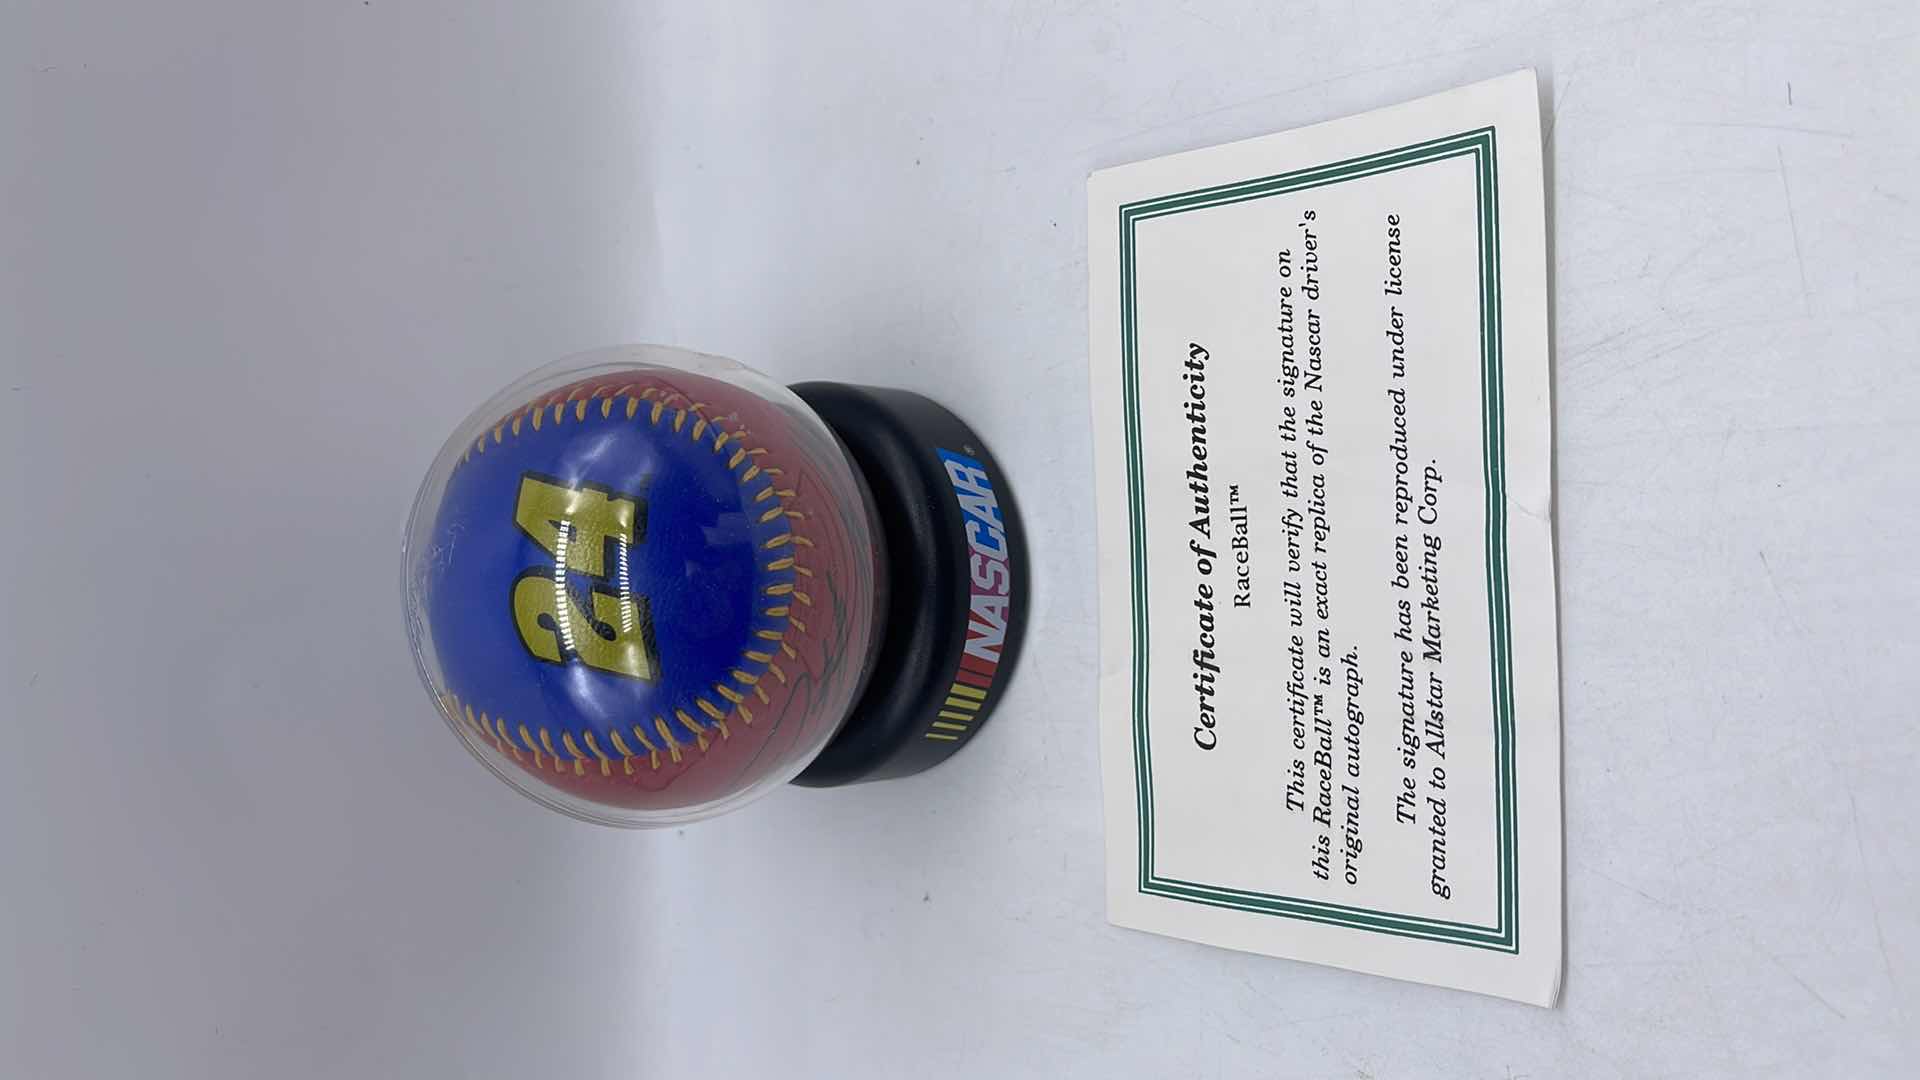 24
NASCAR®
Certificate of Authenticity
RaceBall™
This certificate will verify that the signature on
this RaceBall™ is an exact replica of the Nascar driver's
original autograph.
The signature has been reproduced under license
granted to Allstar Marketing Corp.